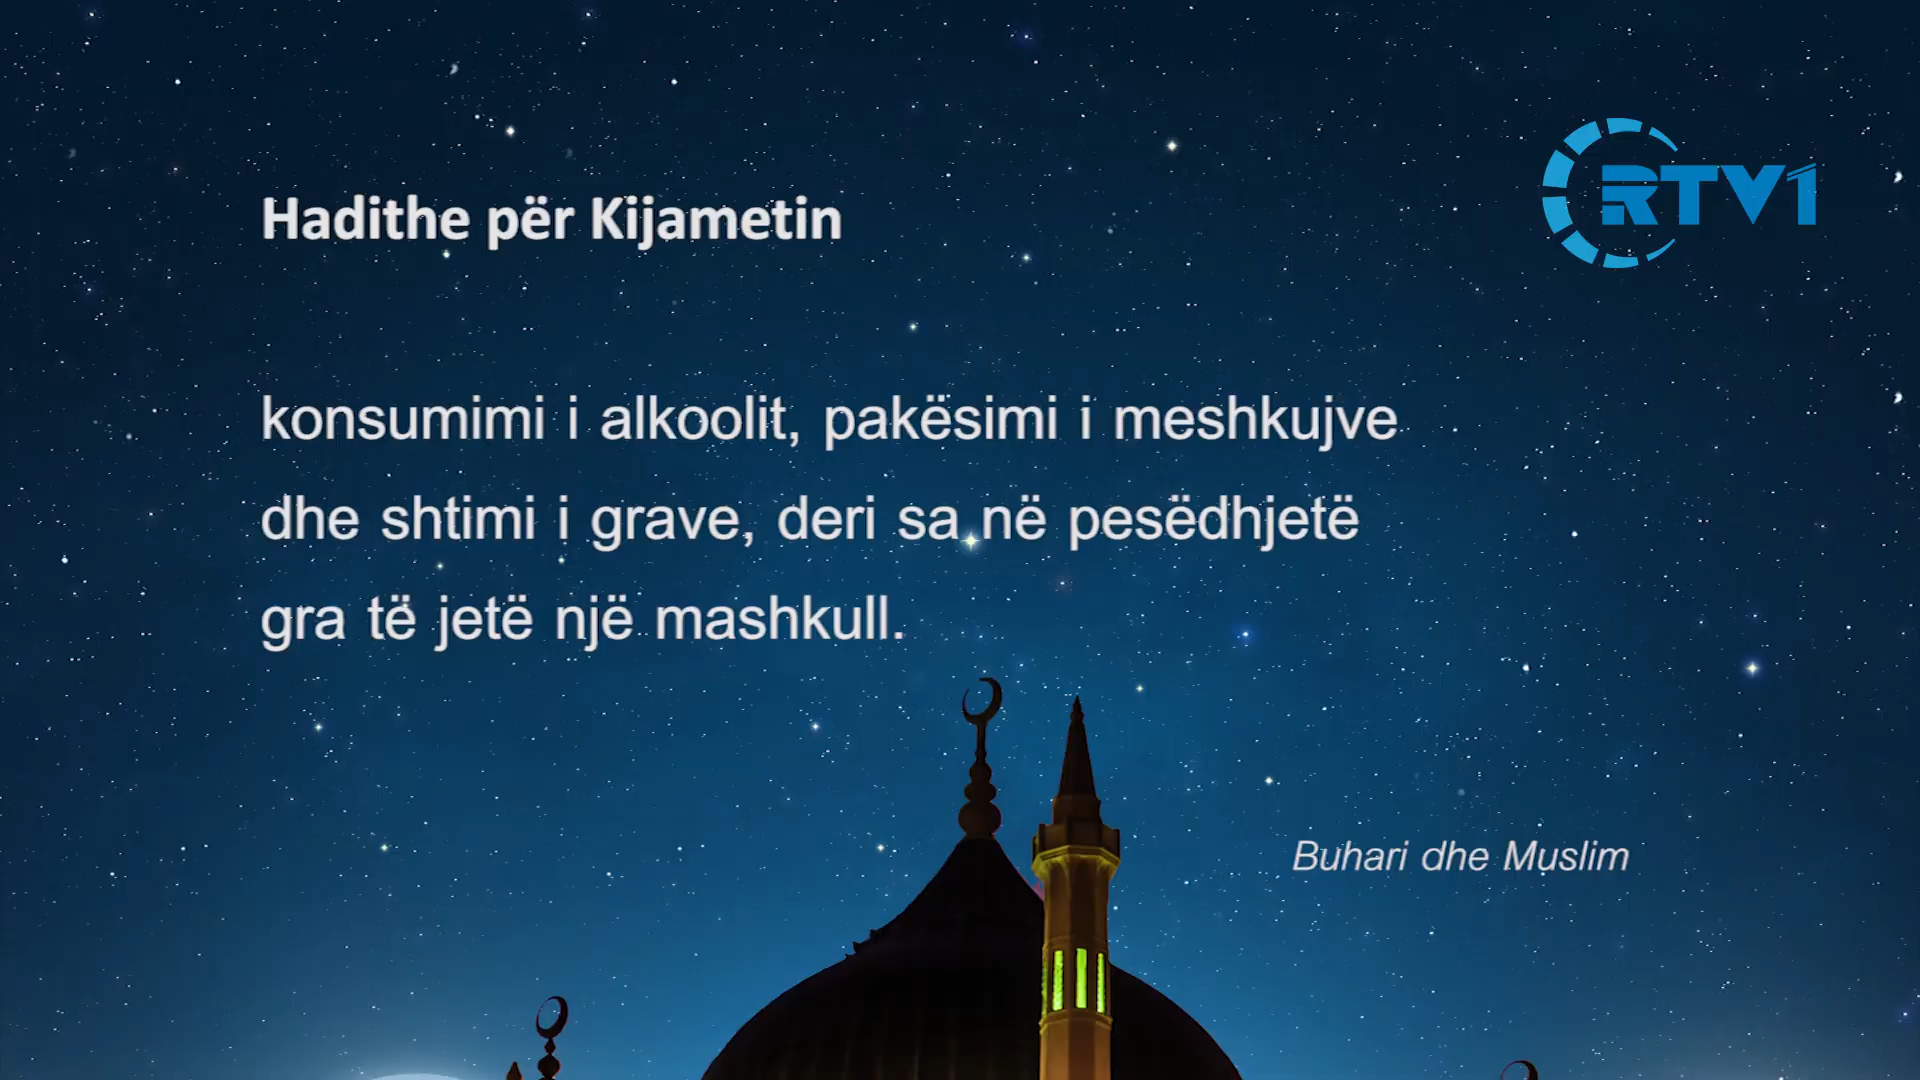 RTV1
Hadithe për Kijametin
konsumimi i alkoolit, pakësimi i meshkujve
dhe shtimi i grave, deri sa në pesëdhjetë
gra të jetë një mashkull.
Buhari dhe Muslim